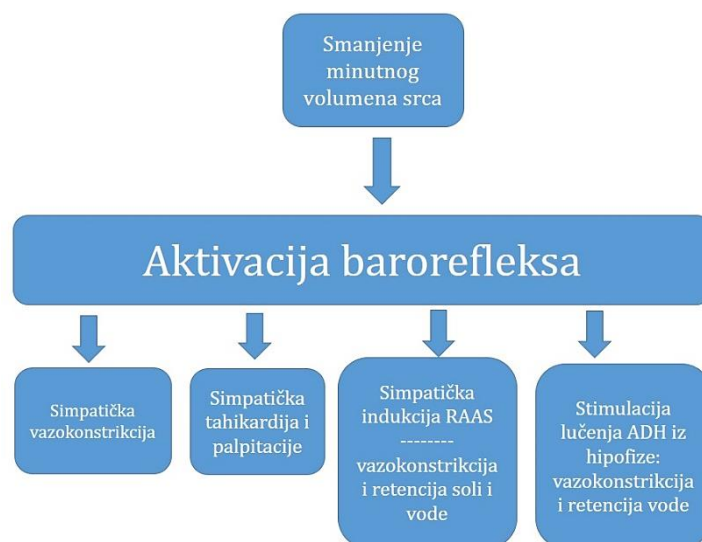 Smanjenje
minutnog
volumena srca
Aktivacija barorefleksa
Simpatička
vazokonstrikcija
Simpatička
tahikardija i
palpitacije
Simpatička
indukcija RAAS
--------
vazokonstrikcija
i retencija soli i
vode
Stimulacija
lučenja ADH iz
hipofize:
vazokonstrikcija
i retencija vode